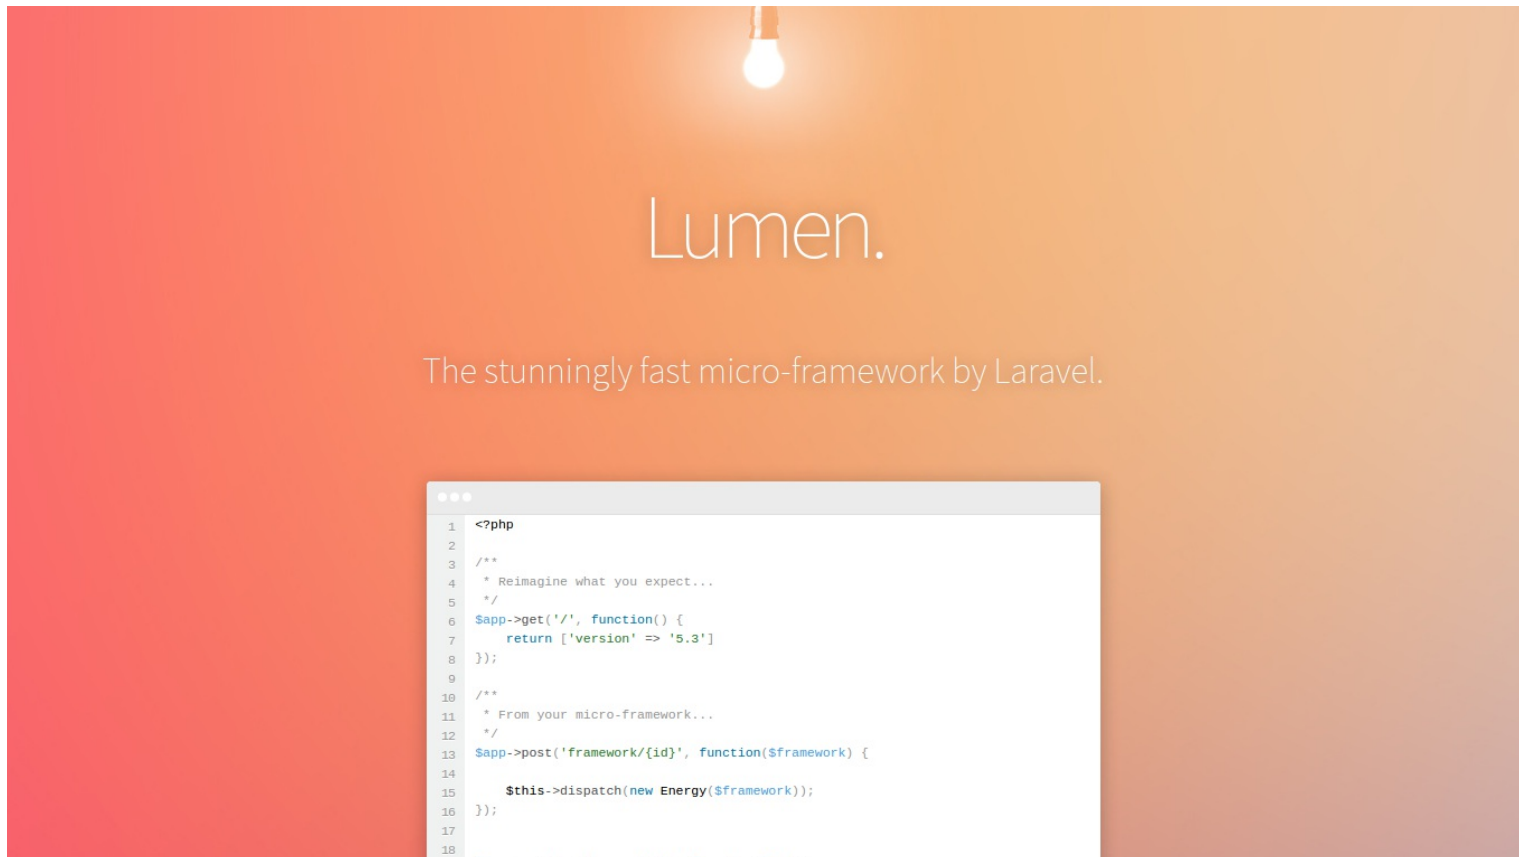 Lumen.
The stunningly fast micro-framework by Laravel.
1 <?php
2
3 /**
4  * Reimagine what you expect...
5  */
6 $app->get('/', function() {
7     return ['version' => '5.3']
8 });
9
10 /**
11  * From your micro-framework...
12  */
13 $app->post('framework/{id}', function($framework) {
14
15     $this->dispatch(new Energy($framework));
16 });
17
18